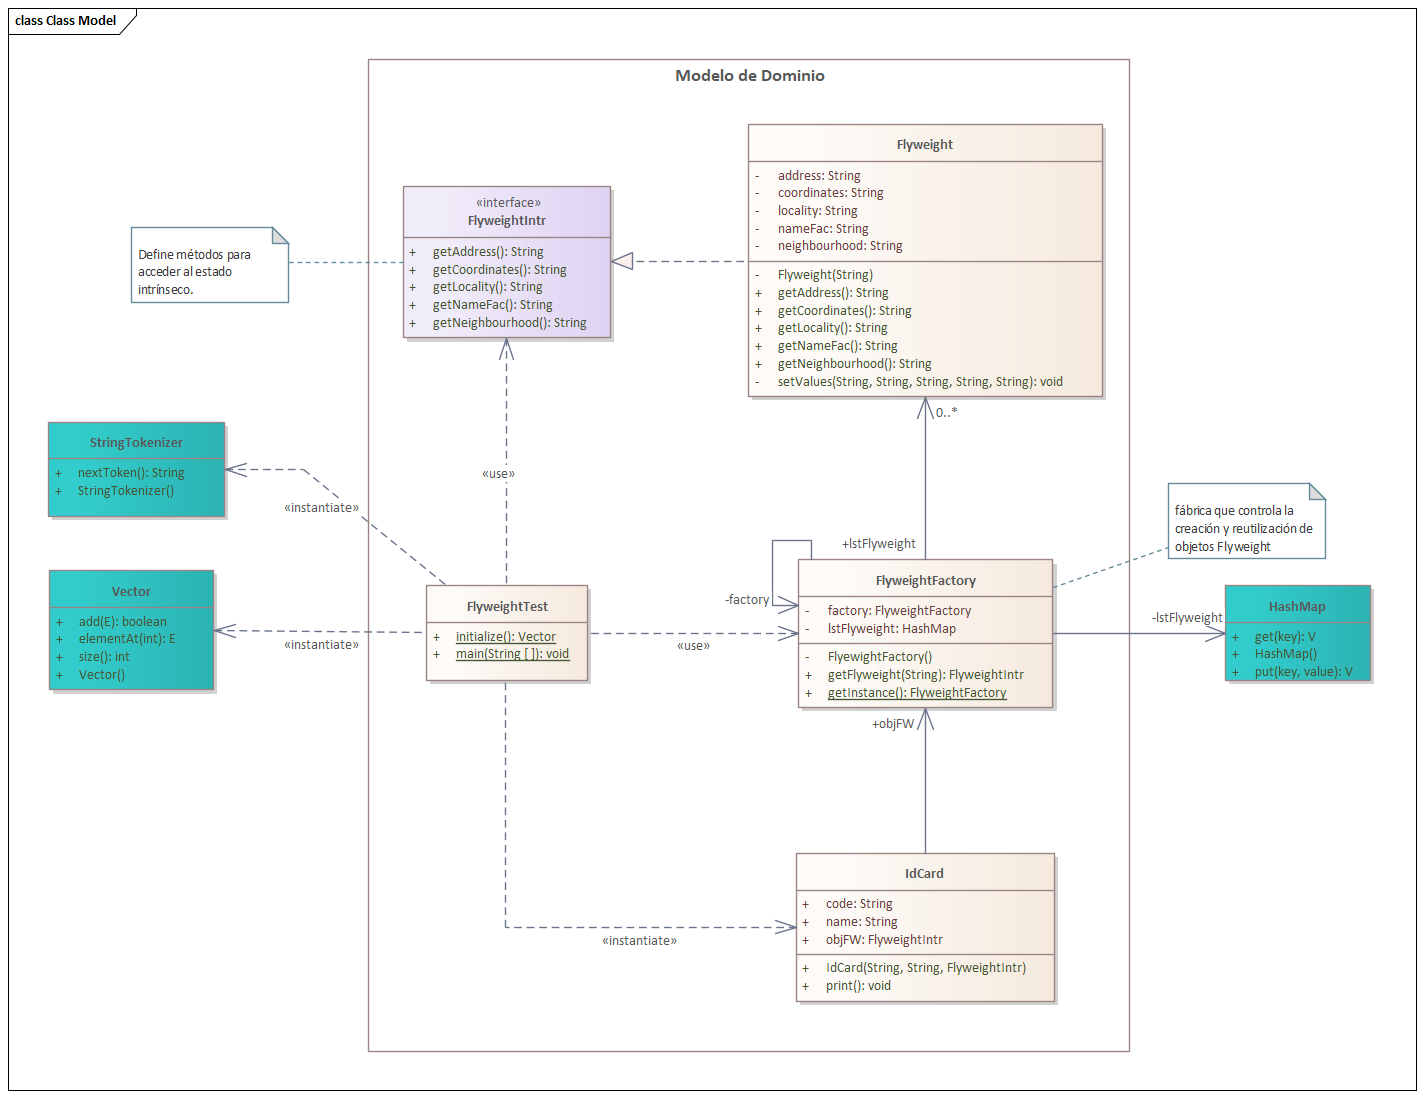 class Class Model
Modelo de Dominio
Flyweight
- address: String
- coordinates: String
- locality: String
- nameFac: String
- neighbourhood: String
- Flyweight(String)
+ getAddress(): String
+ getCoordinates(): String
+ getLocality(): String
+ getNameFac(): String
+ getNeighbourhood(): String
- setValues(String, String, String, String, String): void
«interface»
FlyweightIntr
+ getAddress(): String
+ getCoordinates(): String
+ getLocality(): String
+ getNameFac(): String
+ getNeighbourhood(): String
Define métodos para
acceder al estado
intrínseco.
0..*
StringTokenizer
+ nextToken(): String
+ StringTokenizer()
«use»
«instantiate»
fábrica que controla la
creación y reutilización de
objetos Flyweight
+lstFlyweight
Vector
+ add(E): boolean
+ elementAt(int): E
+ size(): int
+ Vector()
«instantiate»
FlyweightTest
+ initialize(): Vector
+ main(String []): void
«use»
-factory
FlyweightFactory
- factory: FlyweightFactory
- lstFlyweight: HashMap
- FlyewightFactory()
+ getFlyweight(String): FlyweightIntr
+ getInstance(): FlyweightFactory
-lstFlyweight
HashMap
+ get(key): V
+ HashMap()
+ put(key, value): V
+objFW
IdCard
+ code: String
+ name: String
+ objFW: FlyweightIntr
+ IdCard(String, String, FlyweightIntr)
+ print(): void
«instantiate»